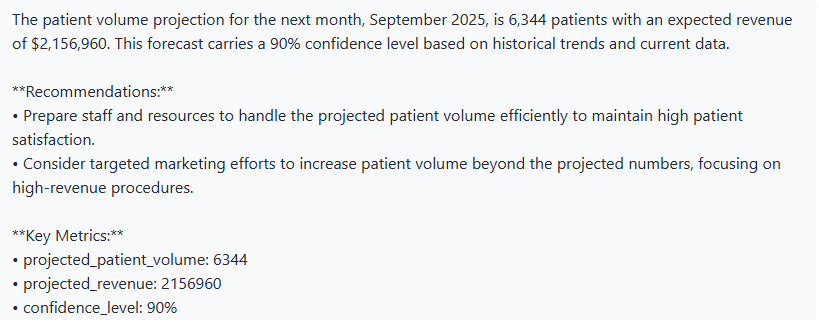 The patient volume projection for the next month, September 2025, is 6,344 patients with an expected revenue
of $2,156,960. This forecast carries a 90% confidence level based on historical trends and current data.
**Recommendations:**
• Prepare staff and resources to handle the projected patient volume efficiently to maintain high patient
satisfaction.
• Consider targeted marketing efforts to increase patient volume beyond the projected numbers, focusing on
high-revenue procedures.
**Key Metrics:**
• projected_patient_volume: 6344
• projected_revenue: 2156960
• confidence_level: 90%